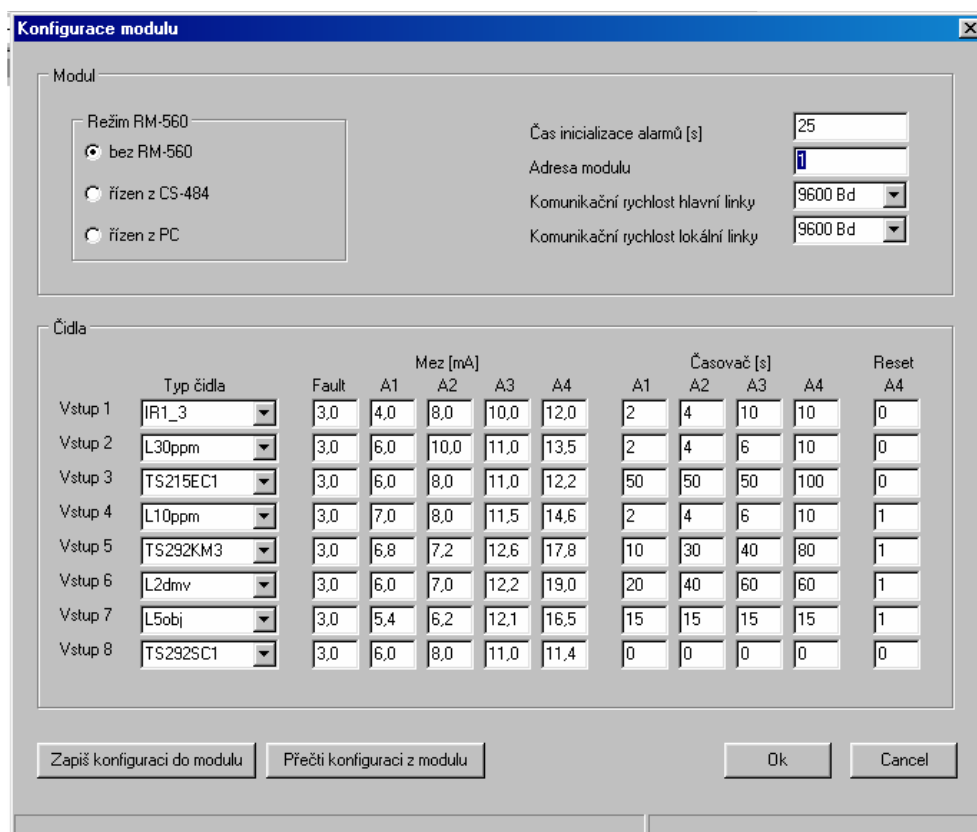 Konfigurace modulu
Modul
Režim RM-560
bez RM-560
řízen z CS-484
řízen z PC
Čas inicializace alarmů [s] 25
Adresa modulu 1
Komunikační rychlost hlavní linky 9600 Bd
Komunikační rychlost lokální linky 9600 Bd
Čidla
Mez [mA] Časovač [s] Reset
Typ čidla Fault A1 A2 A3 A4 A1 A2 A3 A4 A4
Vstup 1 IR1_3 3,0 4,0 8,0 10,0 12,0 2 4 10 10 0
Vstup 2 L30ppm 3,0 6,0 10,0 11,0 13,5 2 4 6 10 0
Vstup 3 TS215EC1 3,0 6,0 8,0 11,0 12,2 50 50 50 100 0
Vstup 4 L10ppm 3,0 7,0 8,0 11,5 14,6 2 4 6 10 1
Vstup 5 TS292KM3 3,0 6,8 7,2 12,6 17,8 10 30 40 80 1
Vstup 6 L2dmv 3,0 6,0 7,0 12,2 19,0 20 40 60 60 1
Vstup 7 L5obj 3,0 5,4 6,2 12,1 16,5 15 15 15 15 1
Vstup 8 TS292SC1 3,0 6,0 8,0 11,0 11,4 0 0 0 0 0
Zapiš konfiguraci do modulu Přečti konfiguraci z modulu Ok Cancel